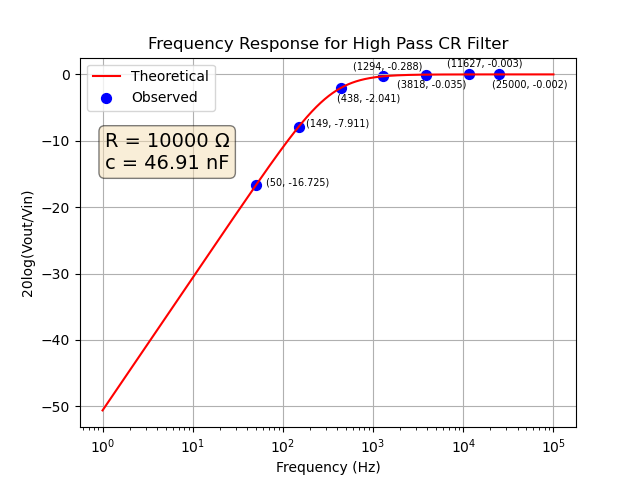 Frequency Response for High Pass CR Filter
Theoretical
Observed
R = 10000 Ω
c = 46.91 nF
(50, -16.725)
(149, -7.911)
(438, -2.041)
(1294, -0.288)
(3818, -0.035)
(11627, -0.003)
(25000, -0.002)
20log(Vout/Vin)
0
−10
−20
−30
−40
−50
10⁰
10¹
10²
10³
10⁴
10⁵
Frequency (Hz)